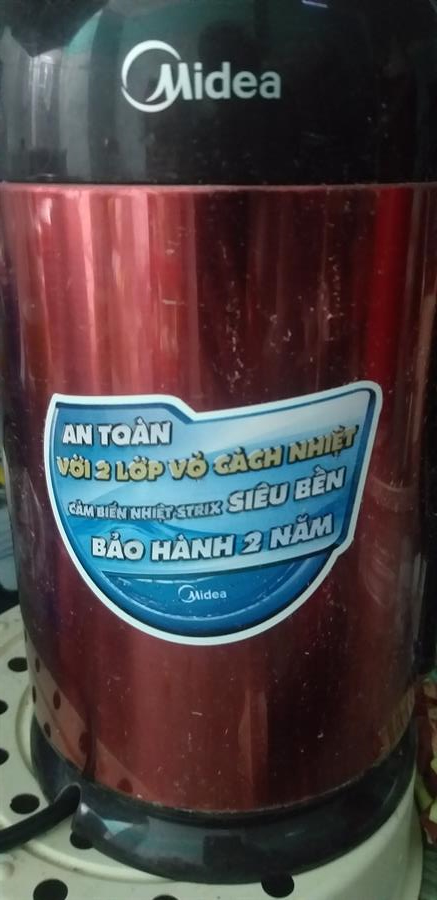 Midea
AN TOÀN
VỚI 2 LỚP VỎ CÁCH NHIỆT
CẢM BIẾN NHIỆT STRIX SIÊU BỀN
BẢO HÀNH 2 NĂM
Midea